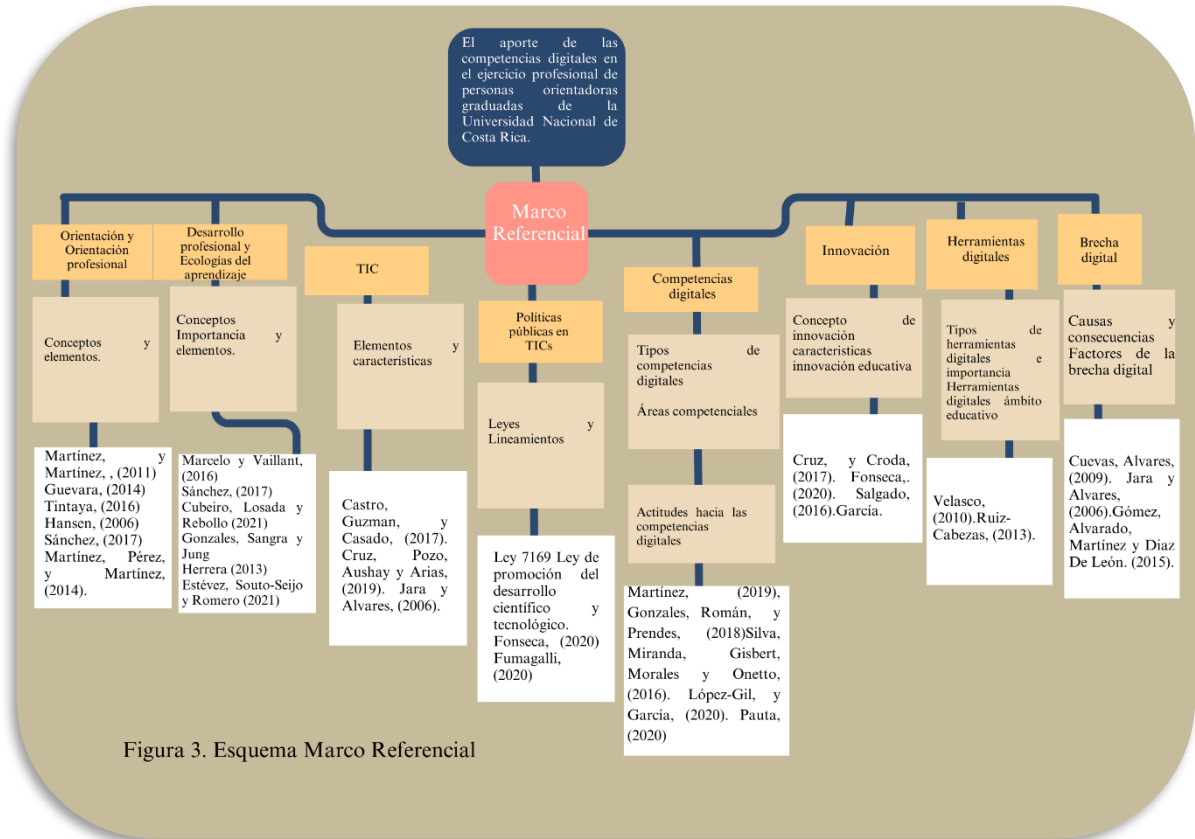 El aporte de las
competencias digitales en
el ejercicio profesional de
personas orientadoras
graduadas de la
Universidad Nacional de
Costa Rica.
Marco
Referencial
Orientación y
Orientación
profesional
Conceptos y
elementos.
Martínez, y
Martínez, , (2011)
Guevara, (2014)
Tintaya, (2016)
Hansen, (2006)
Sánchez, (2017)
Martínez, Pérez,
y Martínez,
(2014).
Desarrollo
profesional y
Ecologías del
aprendizaje
Conceptos
Importancia y
elementos.
Marcelo y Vaillant,
(2016)
Sánchez, (2017)
Cubeiro, Losada y
Rebollo (2021)
Gonzales, Sangra y
Jung
Herrera (2013)
Estévez, Souto-Seijo
y Romero (2021)
TIC
Elementos y
características
Castro,
Guzman, y
Casado, (2017).
Cruz, Pozo,
Aushay y Arias,
(2019). Jara y
Alvares, (2006).
Políticas
públicas en
TICs
Leyes y
Lineamientos
Ley 7169 Ley de
promoción del
desarrollo
científico y
tecnológico.
Fonseca, (2020)
Fumagalli,
(2020)
Competencias
digitales
Tipos de
competencias
digitales
Áreas competenciales
Actitudes hacia las
competencias
digitales
Martínez, (2019),
Gonzales, Román, y
Prendes, (2018)Silva,
Miranda, Gisbert,
Morales y Onetto,
(2016). López-Gil, y
García, (2020). Pauta,
(2020)
Innovación
Concepto de
innovación
características
innovación educativa
Cruz, y Croda,
(2017). Fonseca,.
(2020). Salgado,
(2016).García.
Herramientas
digitales
Tipos de
herramientas
digitales e
importancia
Herramientas
digitales ámbito
educativo
Velasco,
(2010).Ruiz-
Cabezas, (2013).
Brecha
digital
Causas y
consecuencias
Factores de la
brecha digital
Cuevas, Alvares,
(2009). Jara y
Alvares,
(2006).Gómez,
Alvarado,
Martínez y Diaz
De León. (2015).
Figura 3. Esquema Marco Referencial